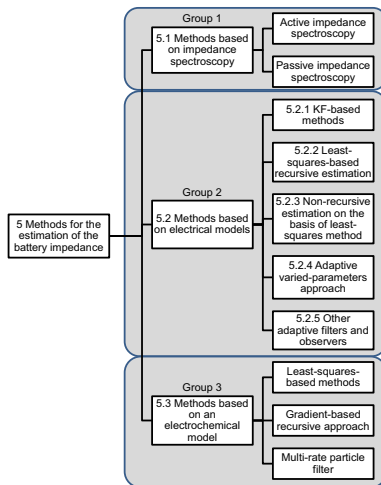 Group 1
5.1 Methods based
on impedance
spectroscopy
Active impedance
spectroscopy
Passive impedance
spectroscopy
5 Methods for the
estimation of the
battery impedance
Group 2
5.2 Methods based
on electrical models
5.2.1 KF-based
methods
5.2.2 Least-
squares-based
recursive estimation
5.2.3 Non-recursive
estimation on the
basis of least-
squares method
5.2.4 Adaptive
varied-parameters
approach
5.2.5 Other
adaptive filters and
observers
Group 3
5.3 Methods based
on an
electrochemical
model
Least-squares-
based methods
Gradient-based
recursive approach
Multi-rate particle
filter